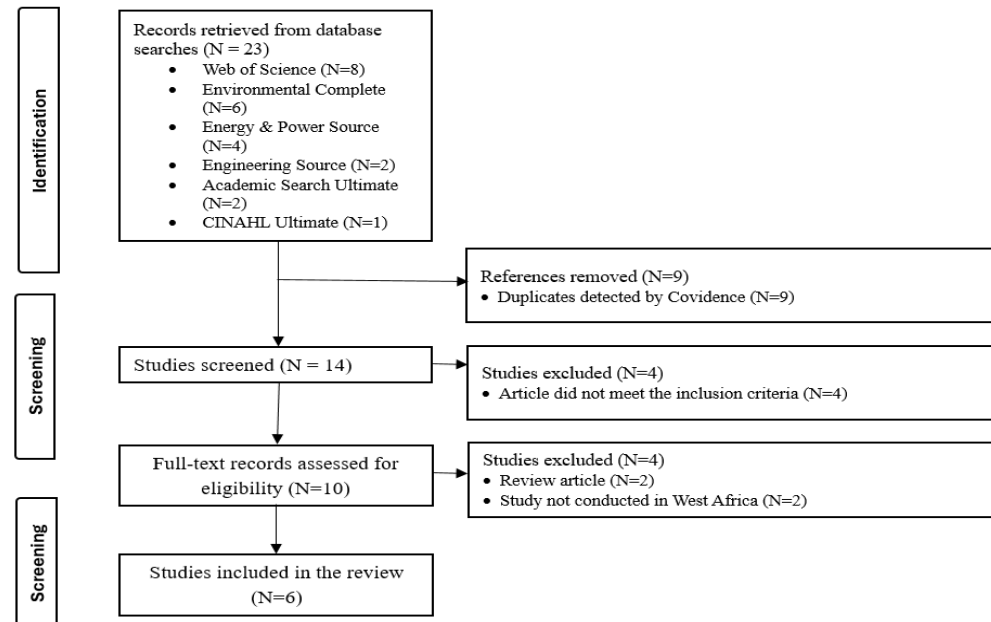 Identification
Records retrieved from database
searches (N = 23)
• Web of Science (N=8)
• Environmental Complete
(N=6)
• Energy & Power Source
(N=4)
• Engineering Source (N=2)
• Academic Search Ultimate
(N=2)
• CINAHL Ultimate (N=1)
References removed (N=9)
• Duplicates detected by Covidence (N=9)
Screening
Studies screened (N = 14)
Studies excluded (N=4)
• Article did not meet the inclusion criteria (N=4)
Full-text records assessed for
eligibility (N=10)
Studies excluded (N=4)
• Review article (N=2)
• Study not conducted in West Africa (N=2)
Screening
Studies included in the review
(N=6)